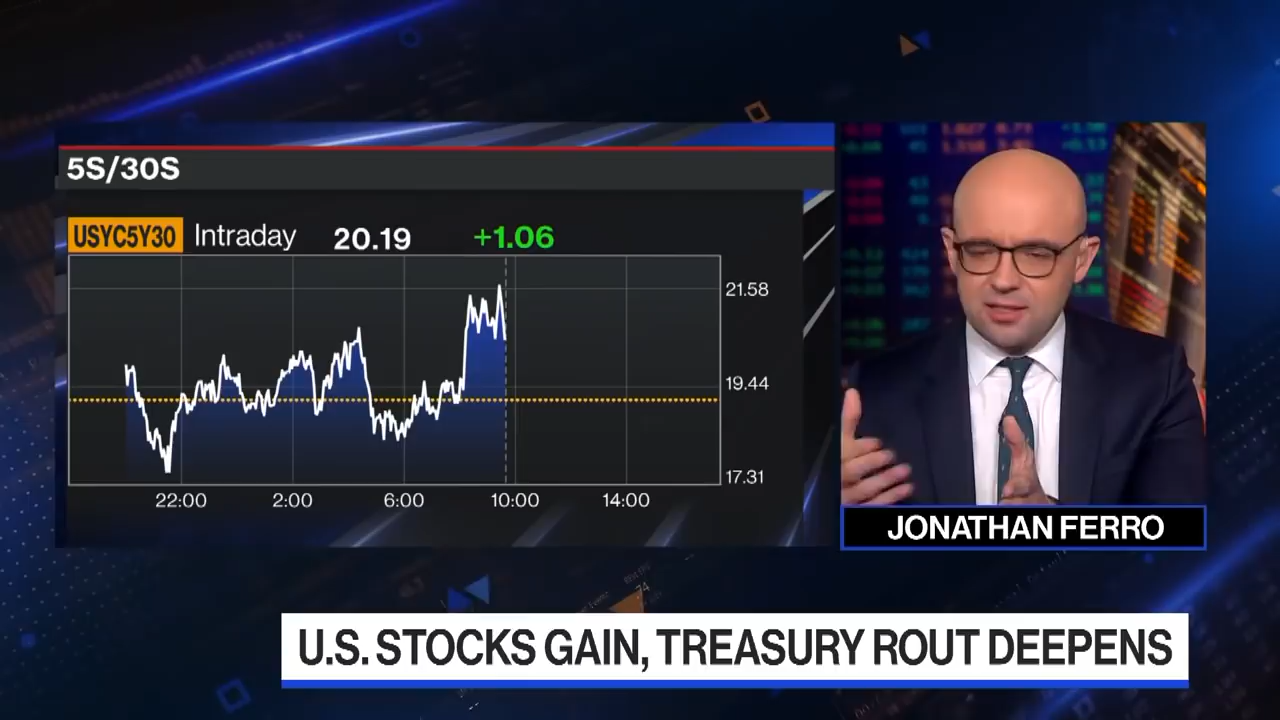 5S/30S
USYC5Y30 Intraday 20.19 +1.06
21.58
19.44
17.31
22:00 2:00 6:00 10:00 14:00
JONATHAN FERRO
U.S. STOCKS GAIN, TREASURY ROUT DEEPENS